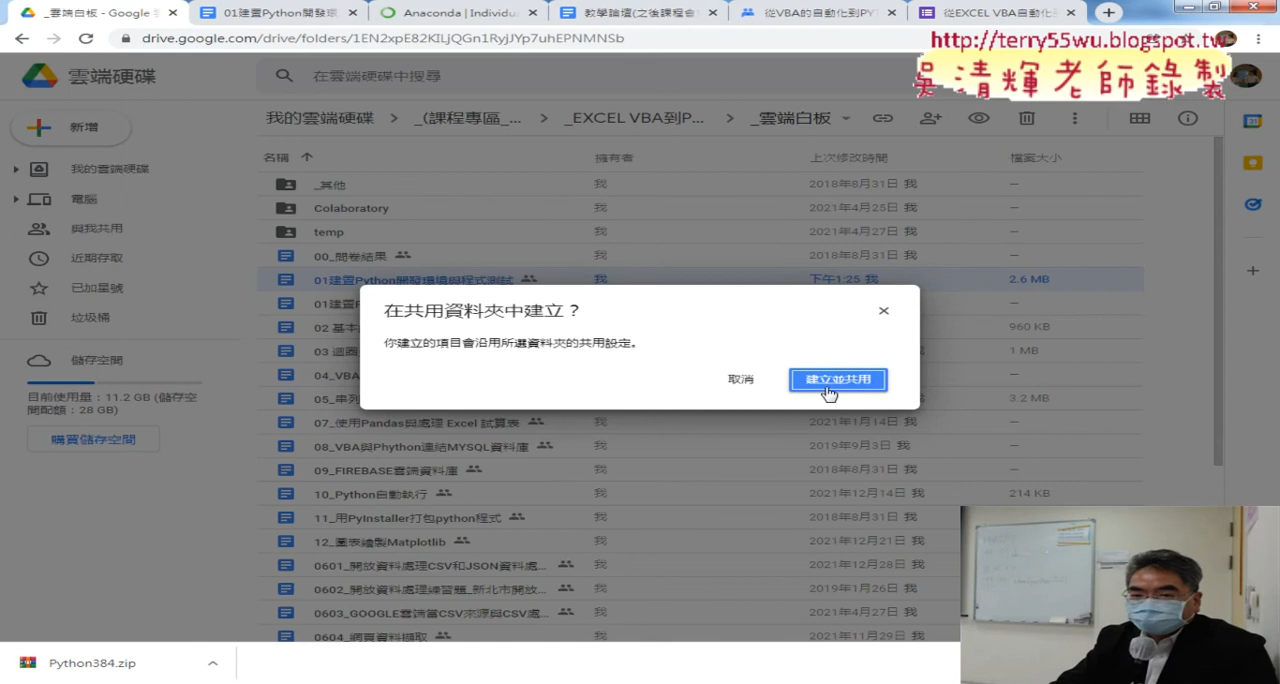 _雲端白板 - Google 
01建置Python開發環
Anaconda | Individu
教學論壇(之後課程會
從VBA的自動化到PY
從EXCEL VBA自動化
drive.google.com/drive/folders/1EN2xpE82KILjQGn1RyjJYp7uhEPNMNSb
http://terry55wu.blogspot.tw
吳清輝老師錄製
雲端硬碟
在雲端硬碟中搜尋
新增
我的雲端硬碟 > _(課程專區_... > _EXCEL VBA到P... > _雲端白板
名稱 擁有者 上次修改時間 檔案大小
我的雲端硬碟
電腦
與我共用
近期存取
已加星號
垃圾桶
儲存空間
目前使用量：11.2 GB (儲存空
間配額：28 GB)
購買儲存空間
_其他 我 2018年8月31日 我 —
Colaboratory 我 2021年4月25日 我 —
temp 我 2021年4月27日 我 —
00_問卷結果 我 2018年8月31日 我 —
01建置Python開發環境與程式測試 我 下午1:25 我 2.6 MB
01建置P —
02 基本 960 KB
03 迴圈 1 MB
04_VBA —
05_串列 3.2 MB
在共用資料夾中建立？
你建立的項目會沿用所選資料夾的共用設定。
取消 建立並共用
07_使用Pandas與處理 Excel 試算表 我 2021年1月14日 我 —
08_VBA與Phython連結MYSQL資料庫 我 2019年9月3日 我 —
09_FIREBASE雲端資料庫 我 2018年8月31日 我 —
10_Python自動執行 我 2021年12月14日 我 214 KB
11_用PyInstaller打包python程式 我 2018年8月31日 我
12_圖表繪製Matplotlib 我 2021年12月21日 我
0601_開放資料處理CSV和JSON資料處... 我 2021年12月28日 我
0602_開放資料處理練習題_新北市開放... 我 2019年1月26日 我
0603_GOOGLE雲端當CSV來源與CSV處... 我 2021年4月27日 我
0604_網頁資料擷取 我 2021年11月29日 我
Python384.zip